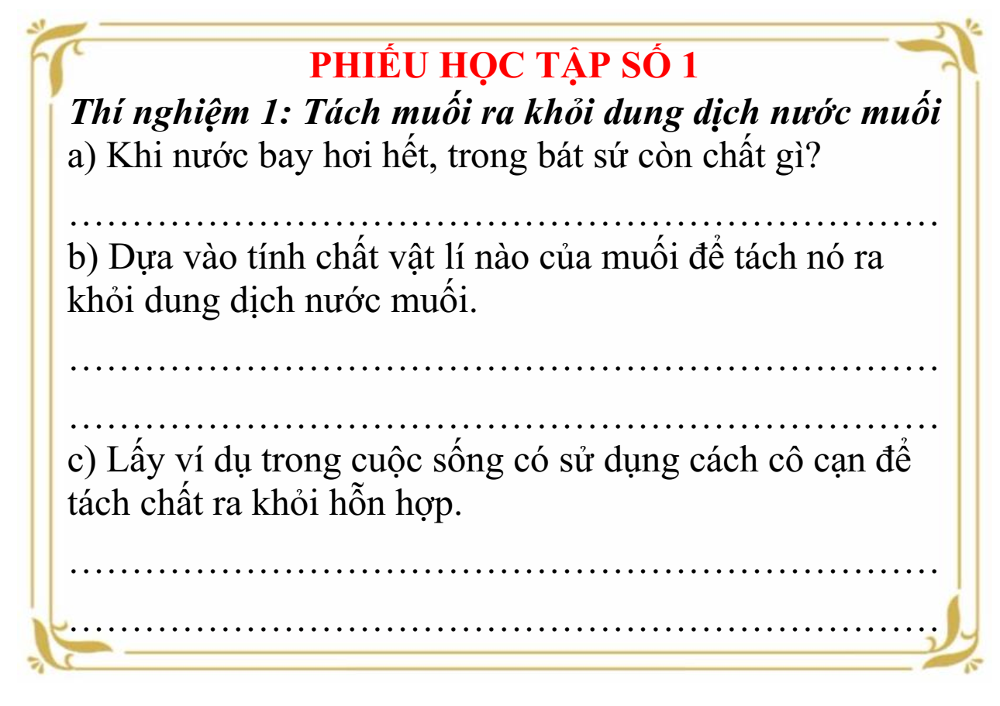 PHIẾU HỌC TẬP SỐ 1
Thí nghiệm 1: Tách muối ra khỏi dung dịch nước muối
a) Khi nước bay hơi hết, trong bát sứ còn chất gì?
……………………………………………………………
b) Dựa vào tính chất vật lí nào của muối để tách nó ra
khỏi dung dịch nước muối.
……………………………………………………………
……………………………………………………………
c) Lấy ví dụ trong cuộc sống có sử dụng cách cô cạn để
tách chất ra khỏi hỗn hợp.
……………………………………………………………
……………………………………………………………